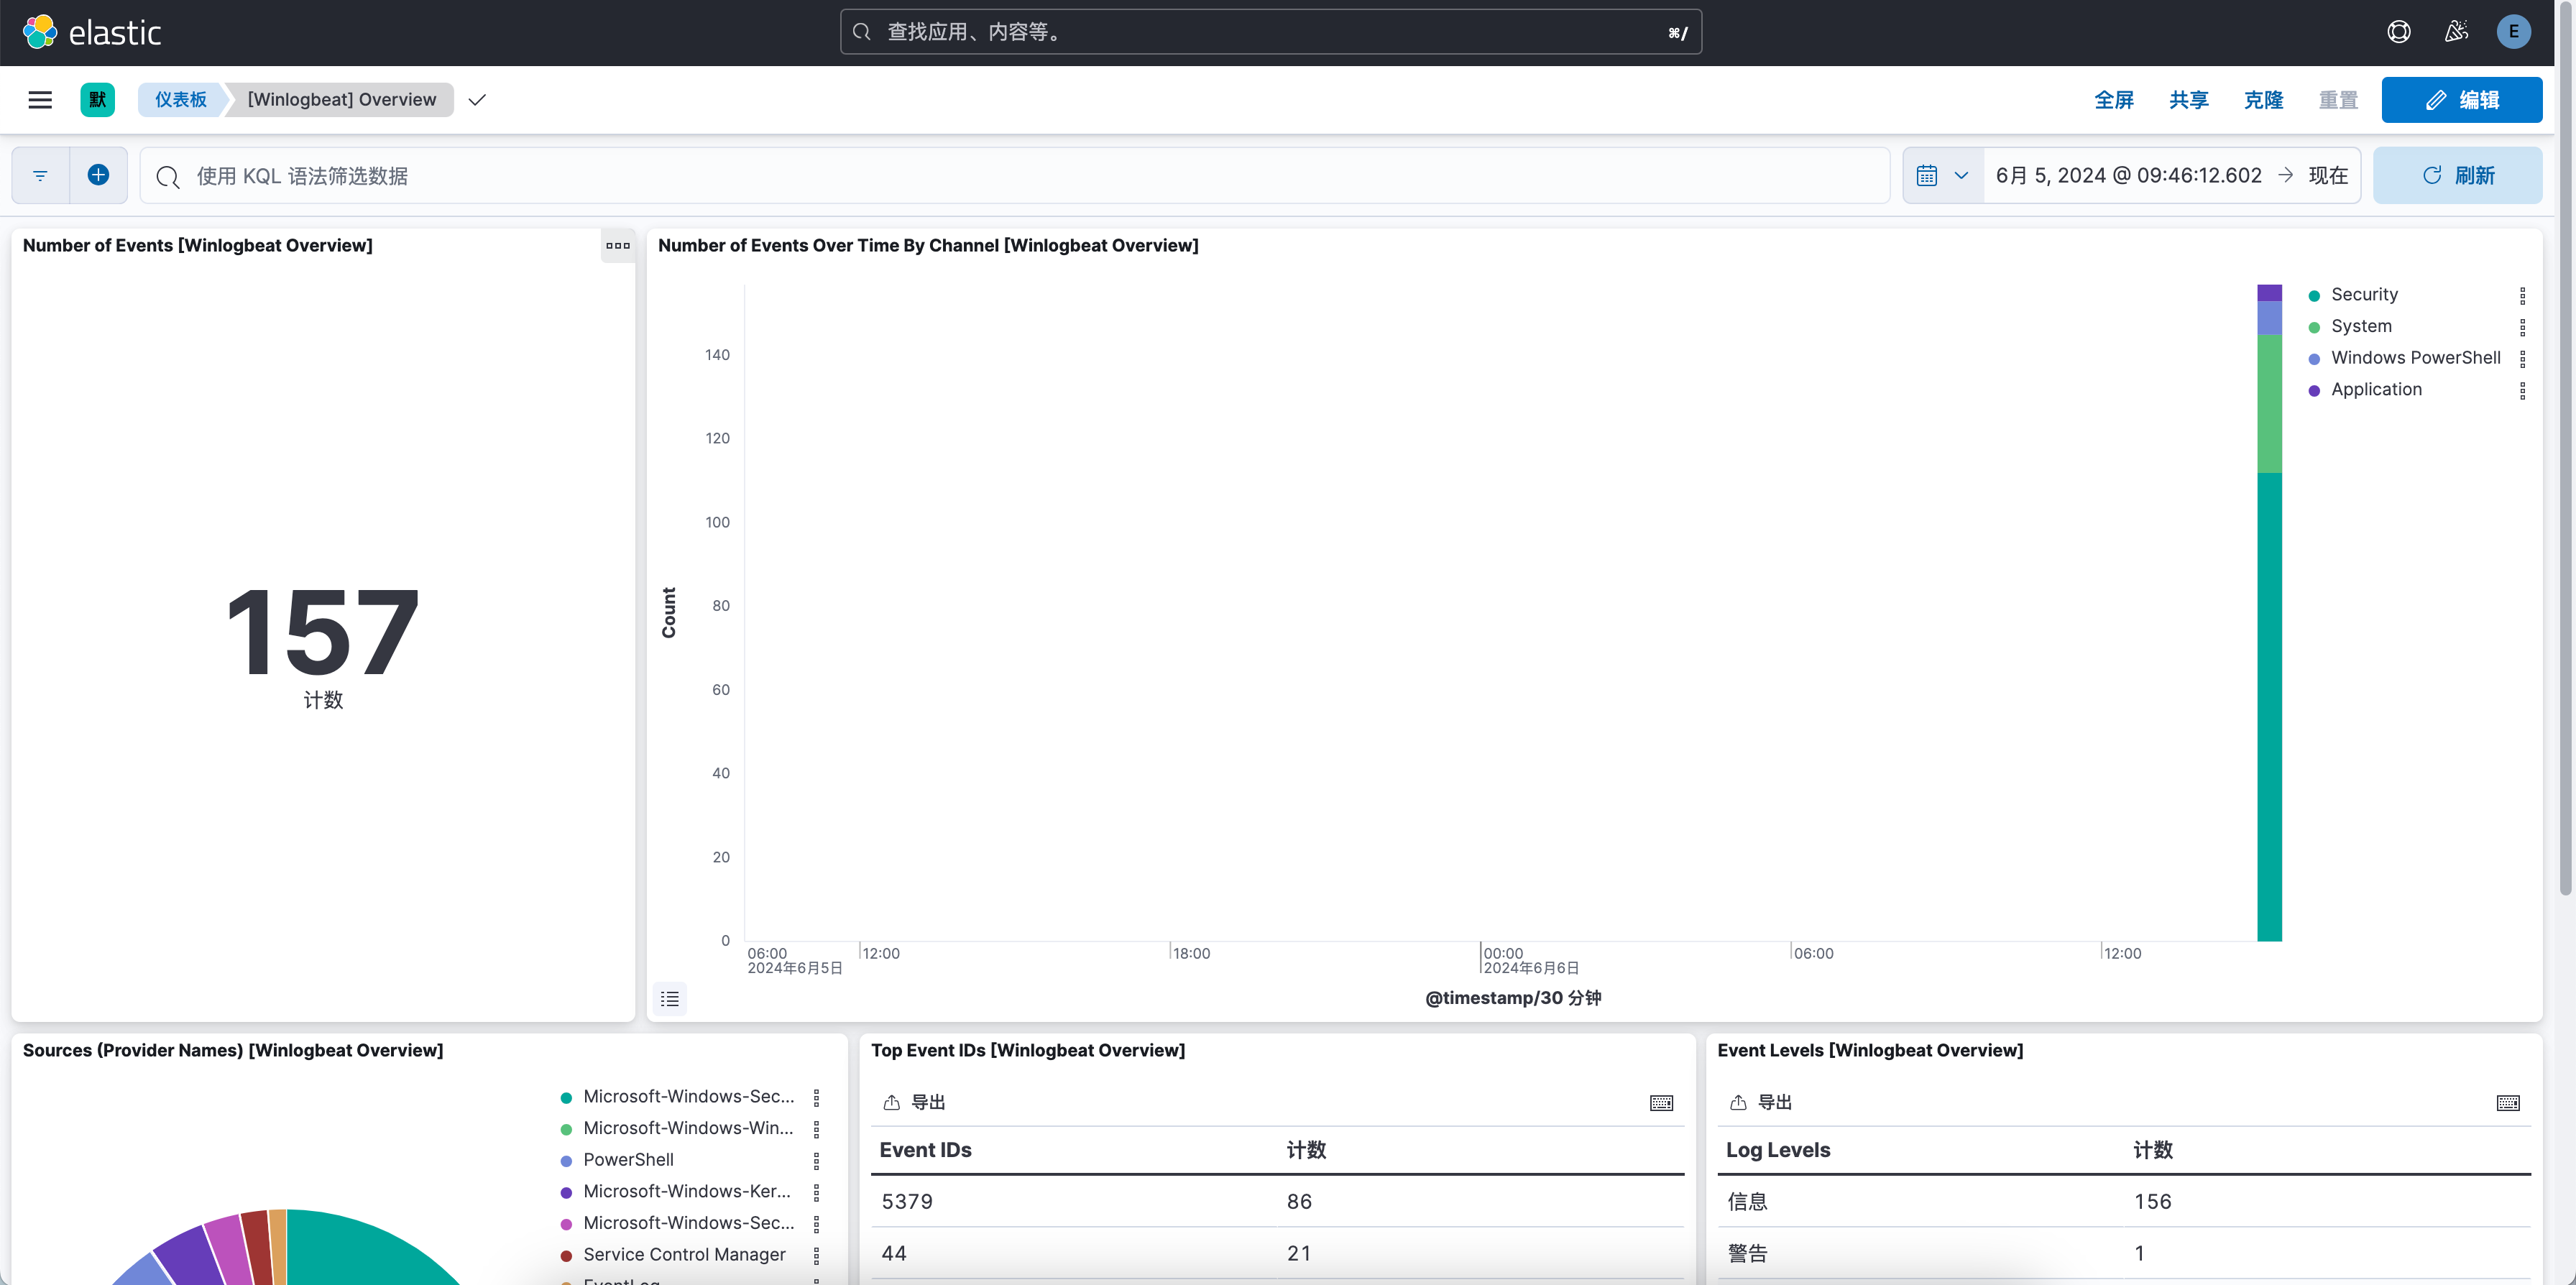 elastic
查找应用、内容等。
⌘/
E
默
仪表板
[Winlogbeat] Overview
全屏
共享
克隆
重置
编辑
使用 KQL 语法筛选数据
6月 5, 2024 @ 09:46:12.602 → 现在
刷新
Number of Events [Winlogbeat Overview]
157
计数
Number of Events Over Time By Channel [Winlogbeat Overview]
Count
140
120
100
80
60
40
20
0
06:00
2024年6月5日
12:00
18:00
00:00
2024年6月6日
06:00
12:00
@timestamp/30 分钟
Security
System
Windows PowerShell
Application
Sources (Provider Names) [Winlogbeat Overview]
Microsoft-Windows-Sec...
Microsoft-Windows-Win...
PowerShell
Microsoft-Windows-Ker...
Microsoft-Windows-Sec...
Service Control Manager
EventLog
Top Event IDs [Winlogbeat Overview]
导出
Event IDs 计数
5379 86
44 21
Event Levels [Winlogbeat Overview]
导出
Log Levels 计数
信息 156
警告 1